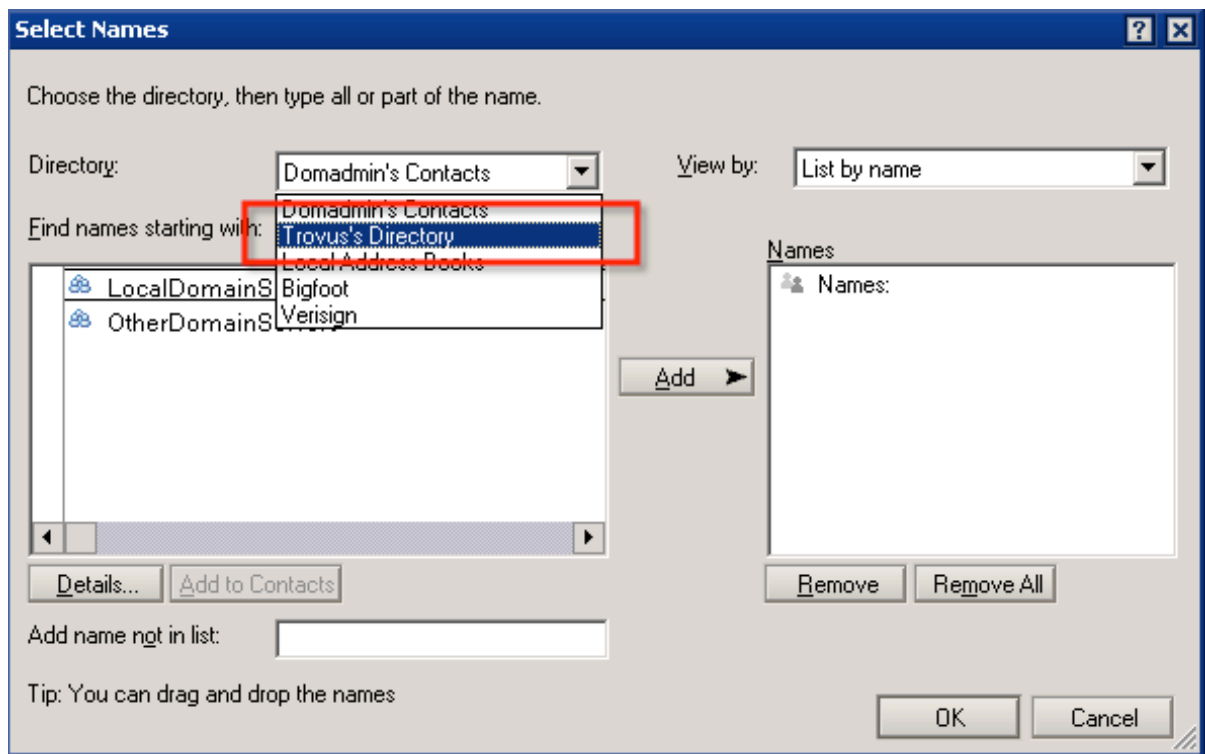 Select Names
Choose the directory, then type all or part of the name.
Directory:
Domadmin's Contacts
View by:
List by name
Domadmin's Contacts
Find names starting with:
Trovus's Directory
Local Address Books
Names
LocalDomainS
Bigfoot
Names:
OtherDomainS
Verisign
Add
Details...
Add to Contacts
Remove
Remove All
Add name not in list:
Tip: You can drag and drop the names
OK
Cancel